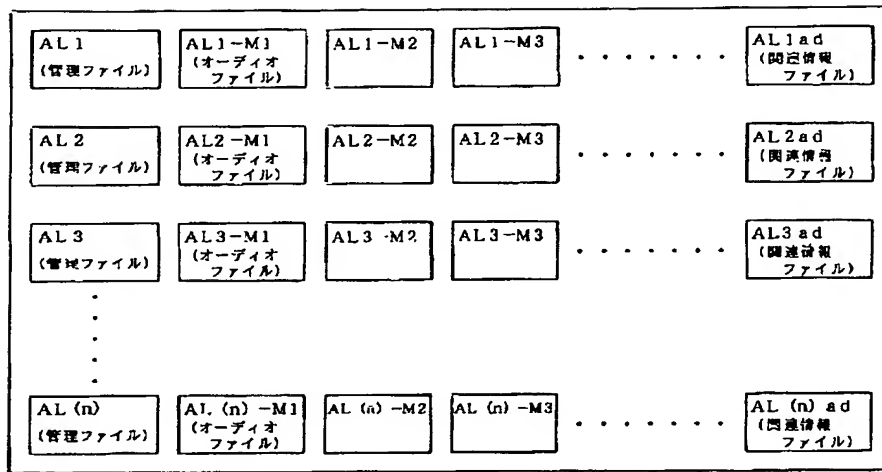 AL1 AL1-M1 AL1-M2 AL1-M3 ・・・・・・・ AL1ad
(管理ファイル) (オーディオ (関連情報
ファイル) ファイル)
AL2 AL2-M1 AL2-M2 AL2-M3 ・・・・・・・ AL2ad
(管理ファイル) (オーディオ (関連情報
ファイル) ファイル)
AL3 AL3-M1 AL3-M2 AL3-M3 ・・・・・・・ AL3ad
(管理ファイル) (オーディオ (関連情報
ファイル) ファイル)
AL(n) AL(n)-M1 AL(n)-M2 AL(n)-M3 ・・・・・・・ AL(n)ad
(管理ファイル) (オーディオ (関連情報
ファイル) ファイル)